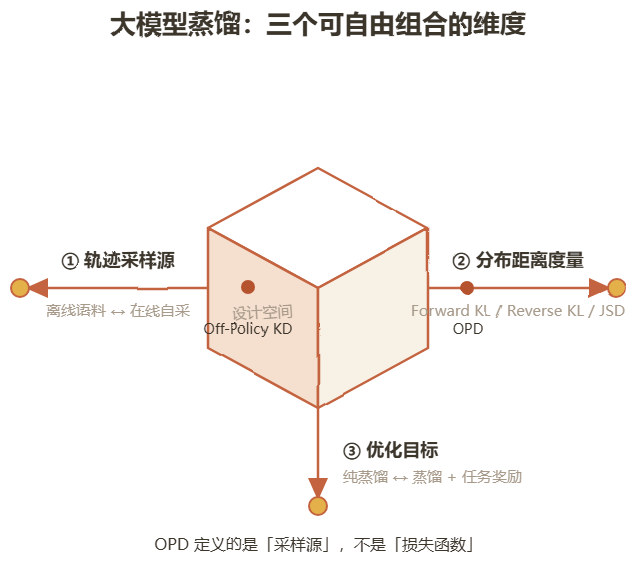 大模型蒸馏：三个可自由组合的维度
① 轨迹采样源
② 分布距离度量
离线语料 ↔ 在线自采
设计空间
Forward KL / Reverse KL / JSD
Off-Policy KD
OPD
③ 优化目标
纯蒸馏 ↔ 蒸馏 + 任务奖励
OPD 定义的是「采样源」，不是「损失函数」